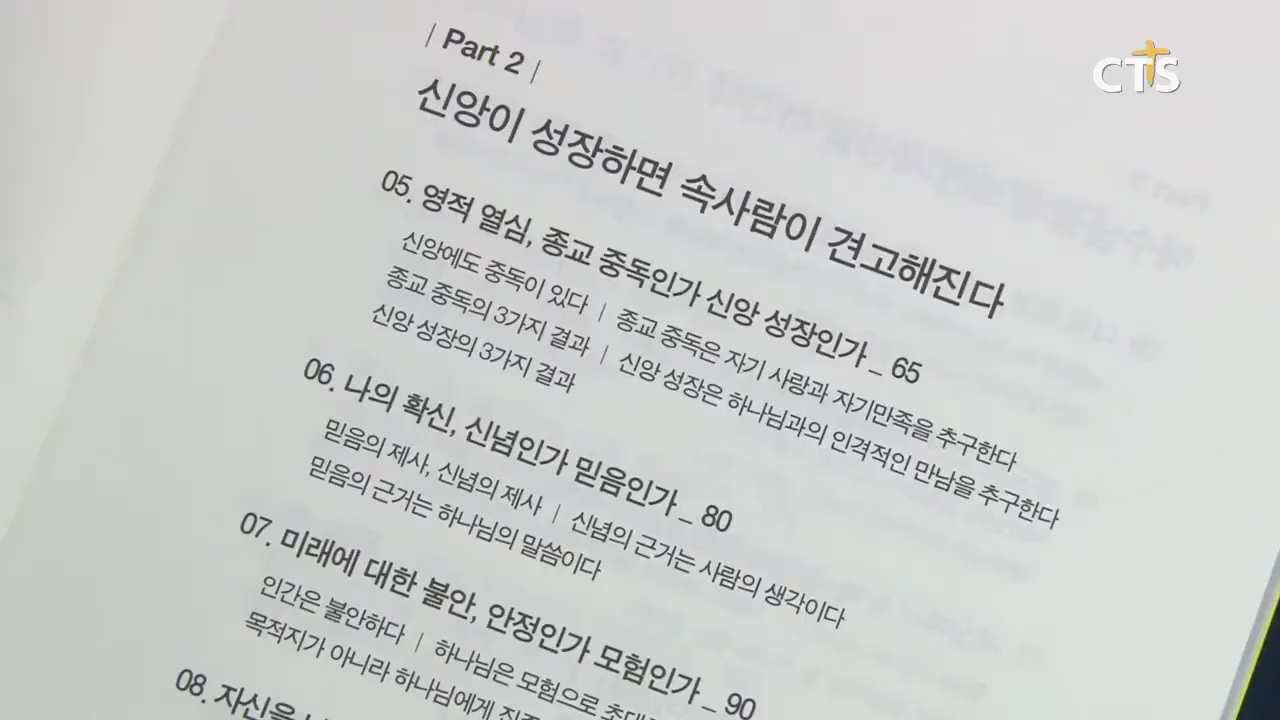 CTS
| Part 2 |
신앙이 성장하면 속사람이 견고해진다
05. 영적 열심, 종교 중독인가 신앙 성장인가 _ 65
신앙에도 중독이 있다 | 종교 중독은 자기 사랑과 자기만족을 추구한다
종교 중독의 3가지 결과 | 신앙 성장은 하나님과의 인격적인 만남을 추구한다
신앙 성장의 3가지 결과
06. 나의 확신, 신념인가 믿음인가 _ 80
믿음의 제사, 신념의 제사 | 신념의 근거는 사람의 생각이다
믿음의 근거는 하나님의 말씀이다
07. 미래에 대한 불안, 안정인가 모험인가 _ 90
인간은 불안하다 | 하나님은 모험으로
목적지가 아니라 하나님에게
08. 자신을